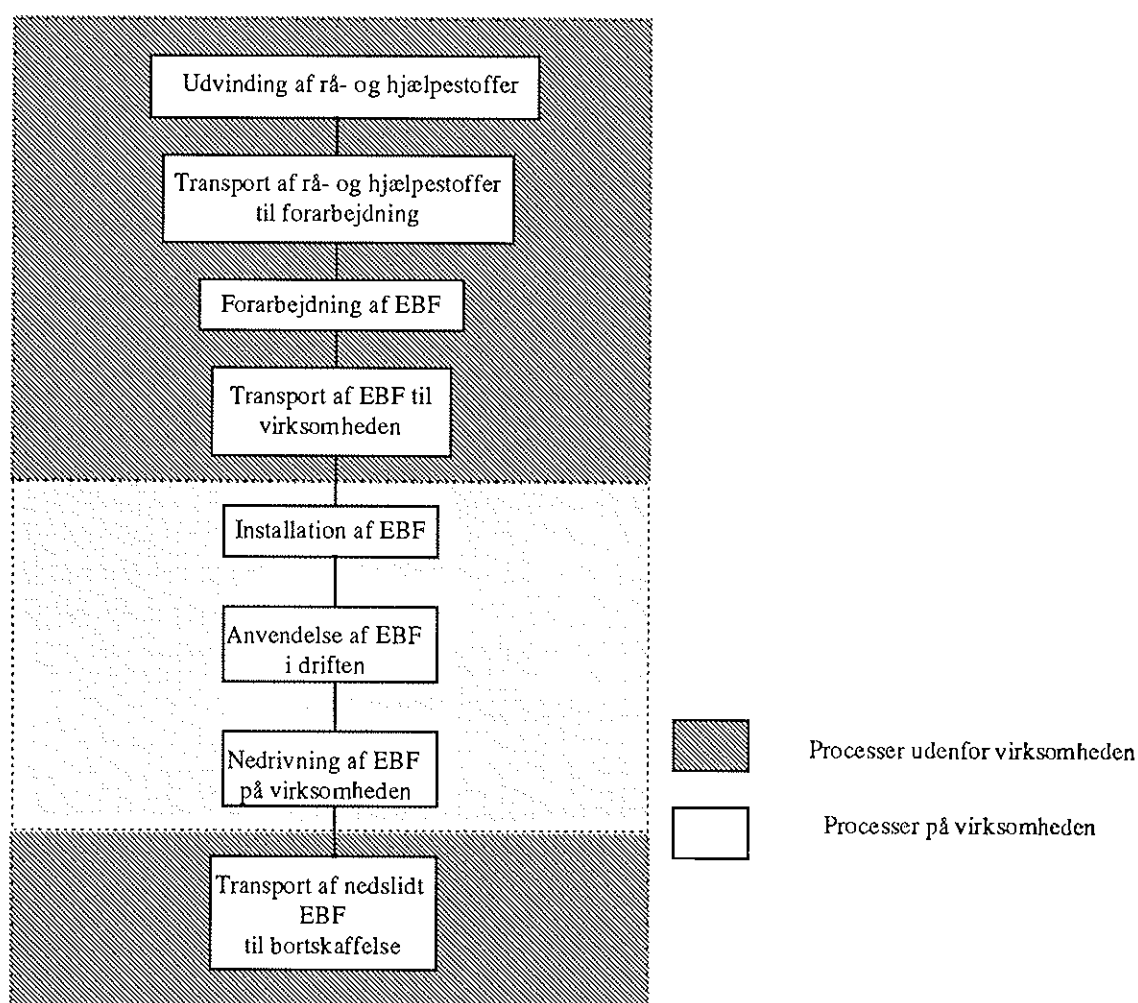 Udvinding af rå- og hjælpestoffer
Transport af rå- og hjælpestoffer
til forarbejdning
Forarbejdning af EBF
Transport af EBF til
virksomheden
Installation af EBF
Anvendelse af EBF
i driften
Nedrivning af EBF
på virksomheden
Transport af nedslidt
EBF
til bortskaffelse
Processer udenfor virksomheden
Processer på virksomheden